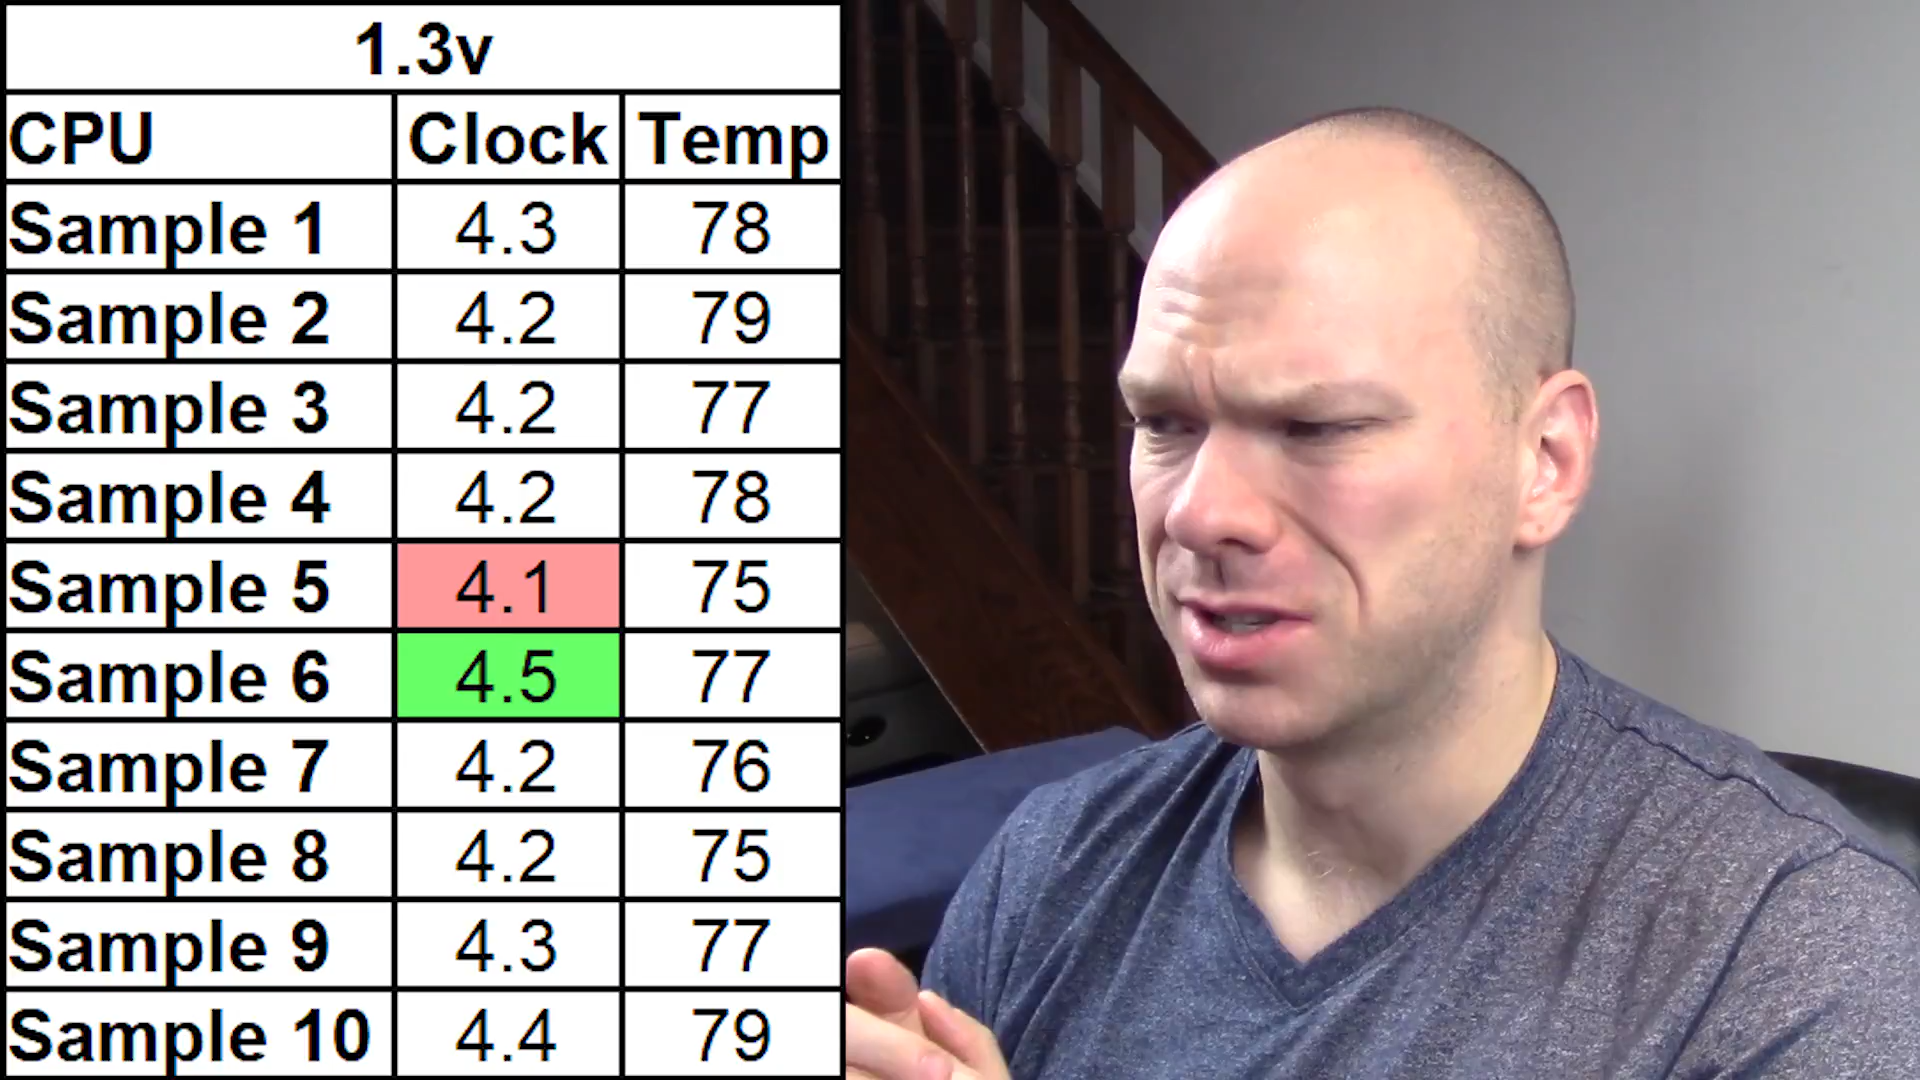 1.3v
CPU Clock Temp
Sample 1 4.3 78
Sample 2 4.2 79
Sample 3 4.2 77
Sample 4 4.2 78
Sample 5 4.1 75
Sample 6 4.5 77
Sample 7 4.2 76
Sample 8 4.2 75
Sample 9 4.3 77
Sample 10 4.4 79